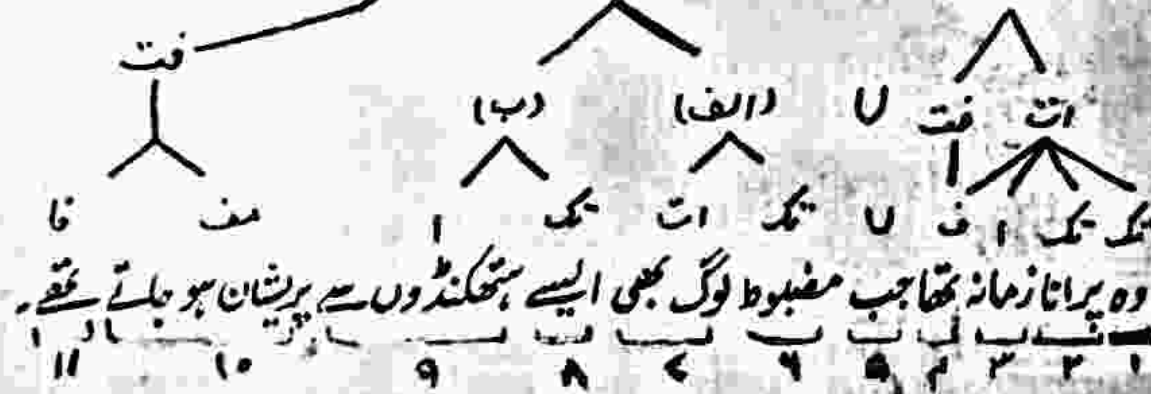 ات فت U (الف) (ب) فت
تک تک ا ف U تک ات تک ا مف فا
وہ پرانا زمانہ تھا جب مضبوط لوگ بھی ایسے ہتھکنڈوں سے پریشان ہو جاتے تھے۔
۱ ۲ ۳ ۴ ۵ ۶ ۷ ۸ ۹ ۱۰ ۱۱